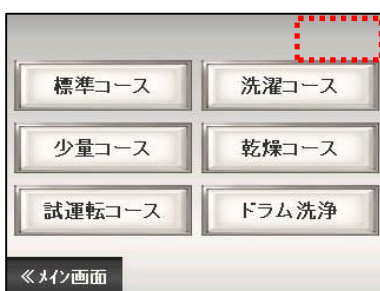 標準コース 洗濯コース
少量コース 乾燥コース
試運転コース ドラム洗浄
≪メイン画面